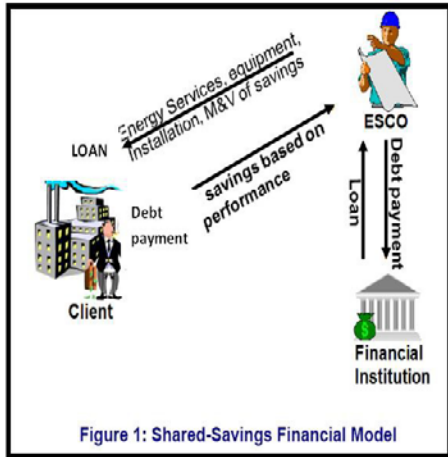 Energy Services, equipment,
Installation, M&V of savings
ESCO
LOAN
savings based on
performance
Debt
payment
Loan
Debt payment
Client
$
Financial
Institution
Figure 1: Shared-Savings Financial Model